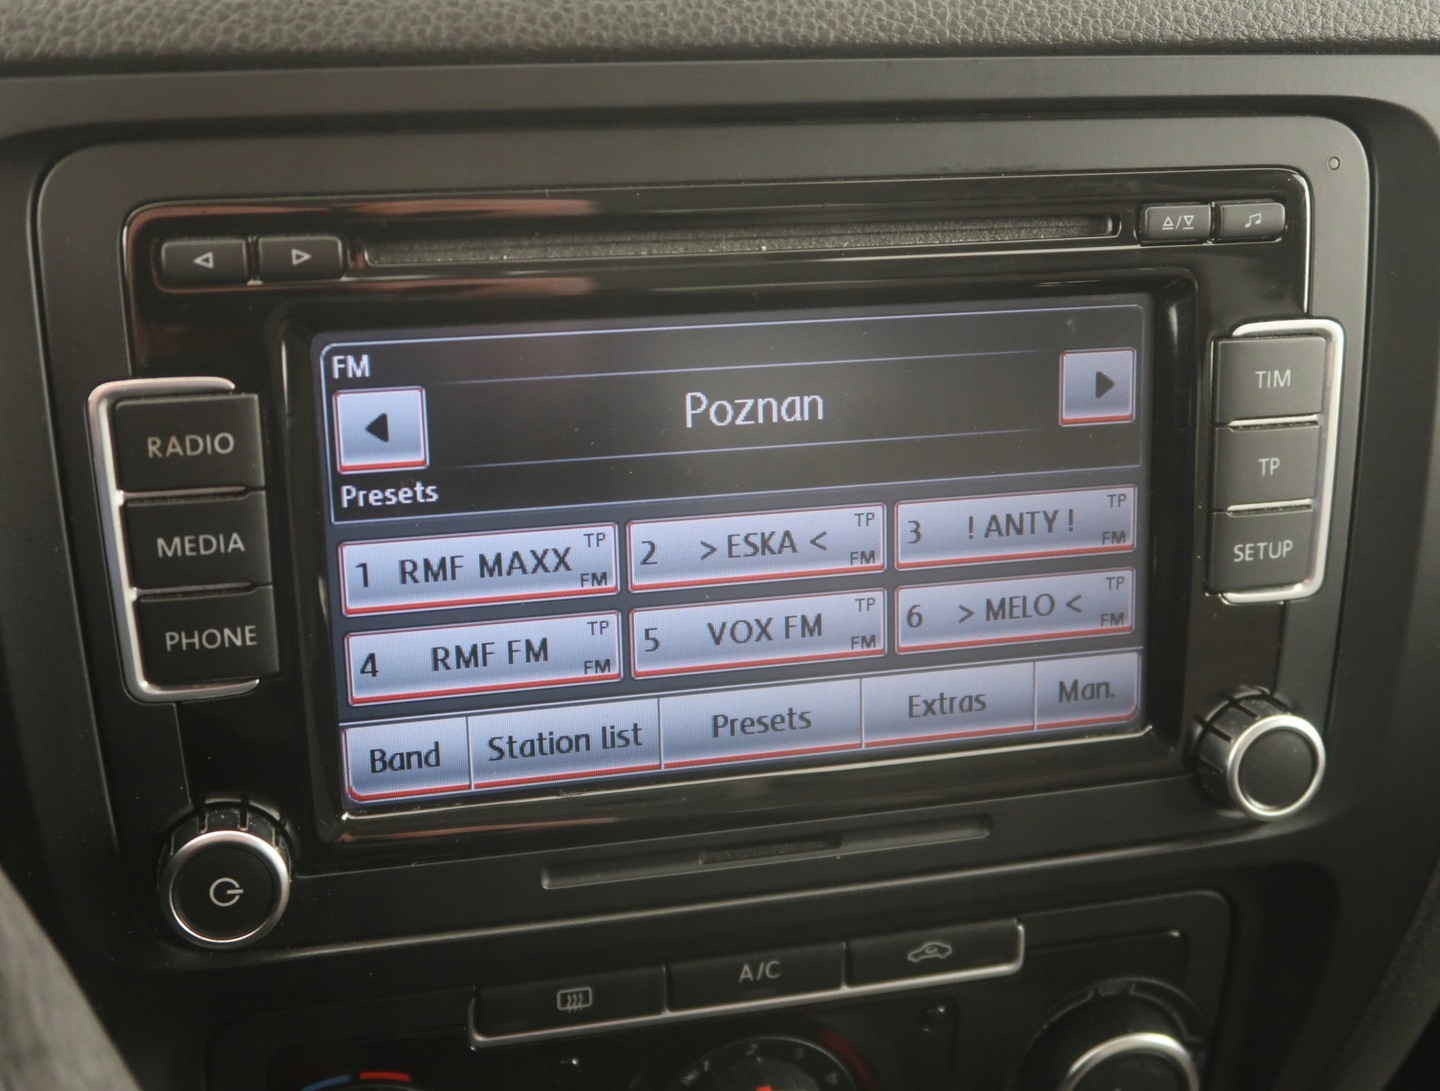 FM
Poznan
Presets
1 RMF MAXX TP FM
2 > ESKA < TP FM
3 ! ANTY ! TP FM
4 RMF FM TP FM
5 VOX FM TP FM
6 > MELO < TP FM
Band Station list Presets Extras Man.
RADIO
MEDIA
PHONE
TIM
TP
SETUP
A/C
2 3